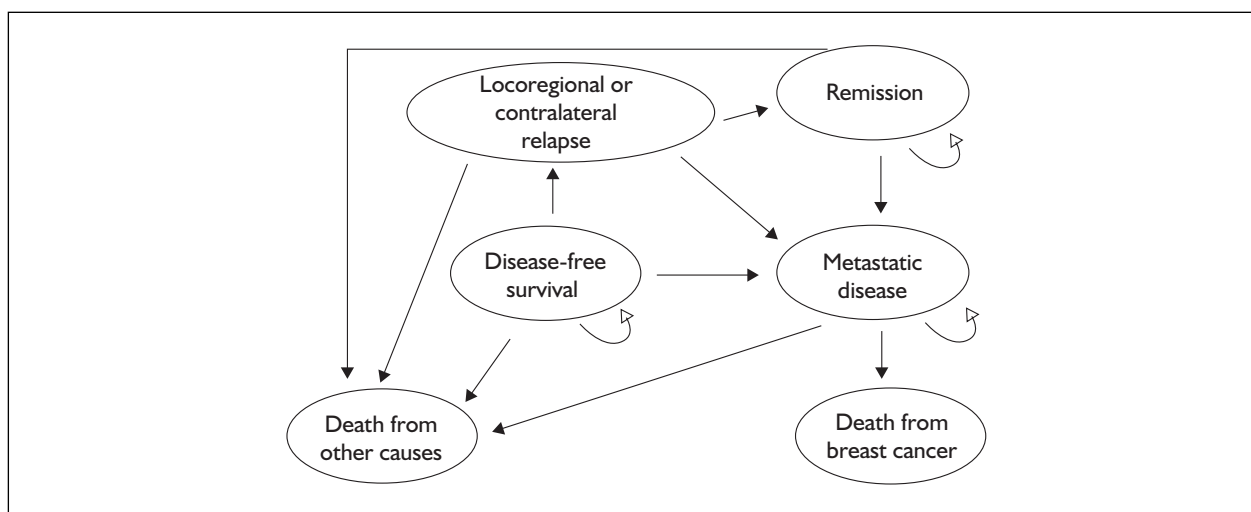 Locoregional or
contralateral
relapse
Remission
Disease-free
survival
Metastatic
disease
Death from
other causes
Death from
breast cancer